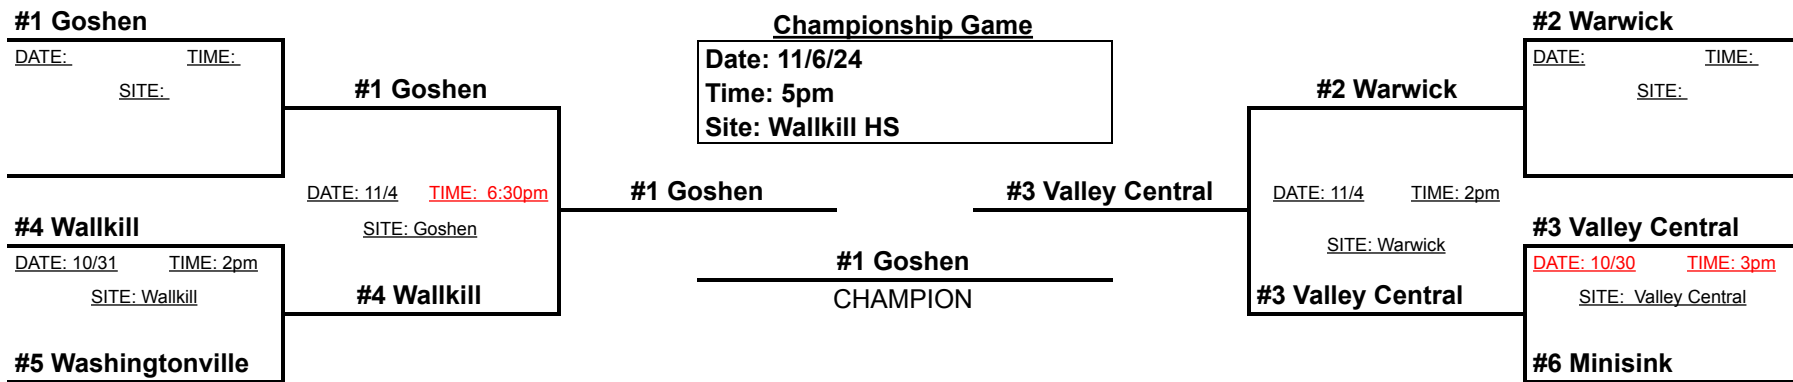 #1 Goshen
DATE: TIME:
SITE:
#1 Goshen
DATE: 11/4 TIME: 6:30pm
SITE: Goshen
#4 Wallkill
DATE: 10/31 TIME: 2pm
SITE: Wallkill
#4 Wallkill
#5 Washingtonville
Championship Game
Date: 11/6/24
Time: 5pm
Site: Wallkill HS
#1 Goshen
#3 Valley Central
#1 Goshen
CHAMPION
#2 Warwick
DATE: TIME:
SITE:
#2 Warwick
DATE: 11/4 TIME: 2pm
SITE: Warwick
#3 Valley Central
DATE: 10/30 TIME: 3pm
SITE: Valley Central
#3 Valley Central
#6 Minisink